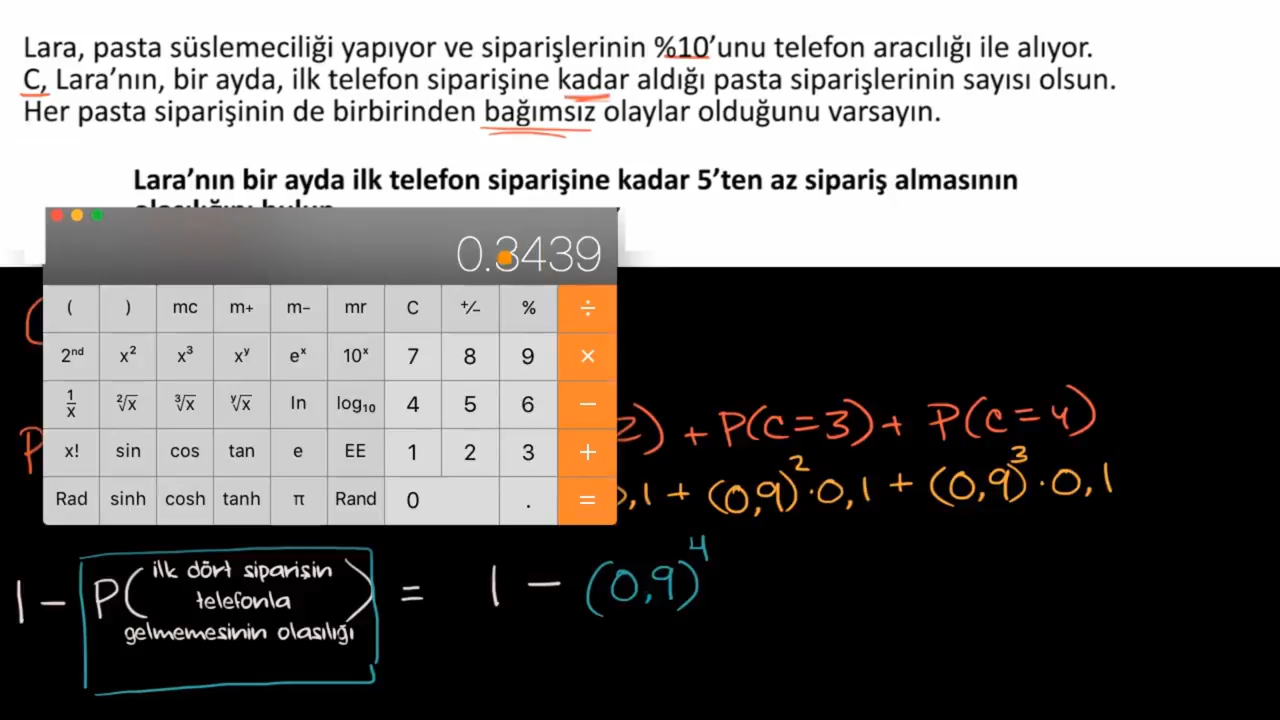 Lara, pasta süslemeciliği yapıyor ve siparişlerinin %10'unu telefon aracılığı ile alıyor.
C, Lara'nın, bir ayda, ilk telefon siparişine kadar aldığı pasta siparişlerinin sayısı olsun.
Her pasta siparişinin de birbirinden bağımsız olaylar olduğunu varsayın.
Lara'nın bir ayda ilk telefon siparişine kadar 5'ten az sipariş almasının
0.3439
( ) mc m+ m- mr C +/- % ÷
2nd x² x³ xʸ eˣ 10ˣ 7 8 9 ×
1/x ²√x ³√x ʸ√x ln log₁₀ 4 5 6 −
x! sin cos tan e EE 1 2 3 +
Rad sinh cosh tanh π Rand 0 . =
2) + P(C=3) + P(C=4)
0,1 + (0,9)²·0,1 + (0,9)³·0,1
1 − P( ilk dört siparişin
telefonla
gelmemesinin olasılığı ) = 1 − (0,9)⁴